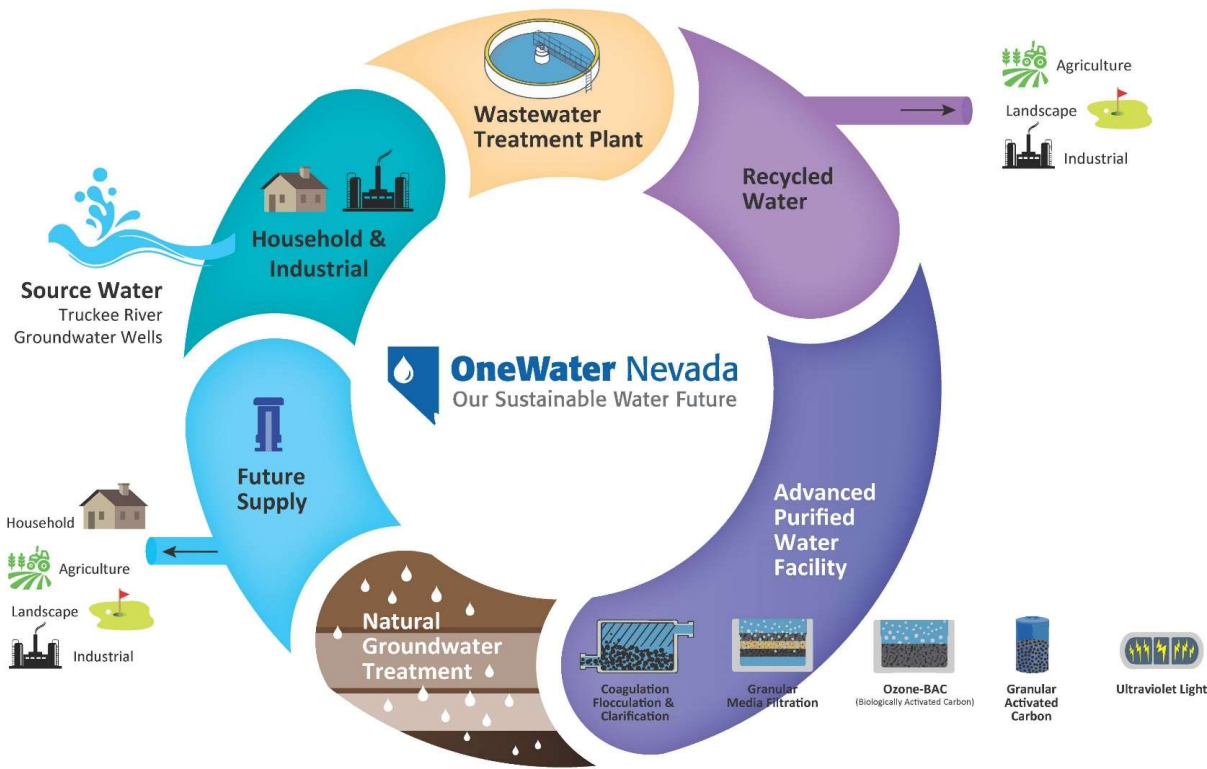 Wastewater
Treatment Plant
Recycled
Water
Agriculture
Landscape
Industrial
Household &
Industrial
Source Water
Truckee River
Groundwater Wells
OneWater Nevada
Our Sustainable Water Future
Future
Supply
Household
Agriculture
Landscape
Industrial
Natural
Groundwater
Treatment
Advanced
Purified
Water
Facility
Coagulation
Flocculation &
Clarification
Granular
Media Filtration
Ozone-BAC
(Biologically Activated Carbon)
Granular
Activated
Carbon
Ultraviolet Light